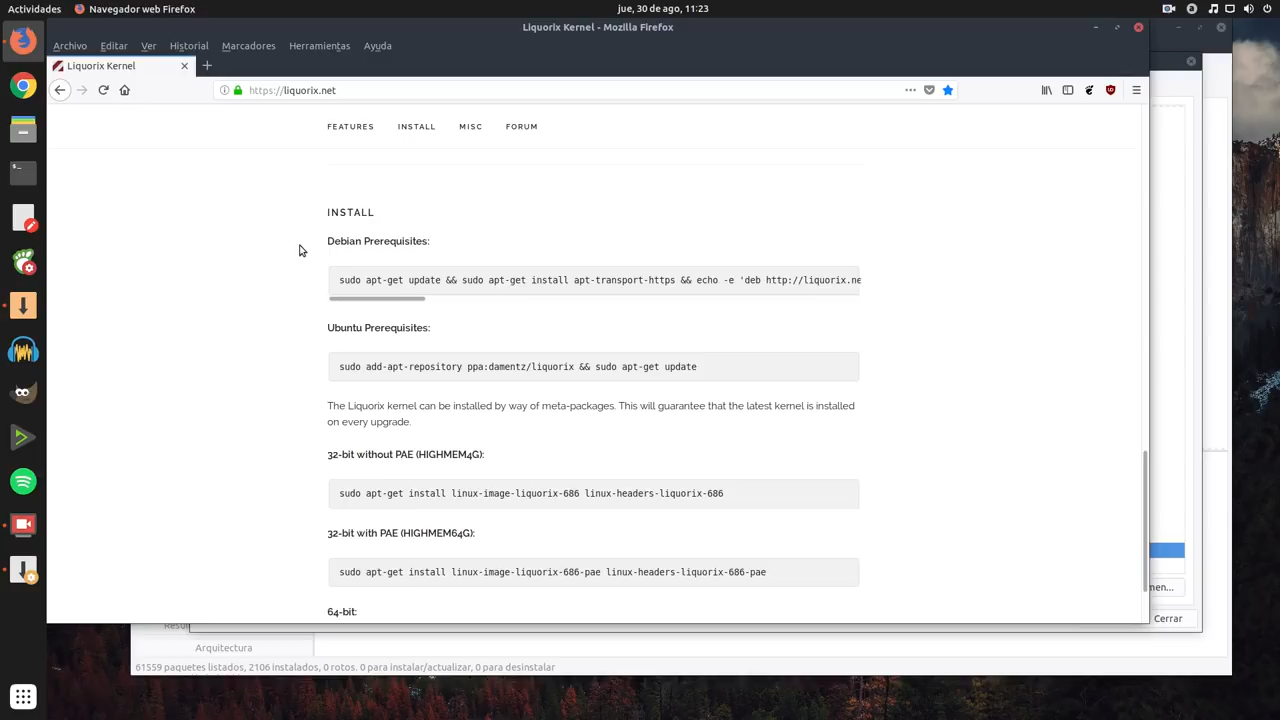 Actividades
Navegador web Firefox
jue, 30 de ago, 11:23
Liquorix Kernel - Mozilla Firefox
Archivo Editar Ver Historial Marcadores Herramientas Ayuda
Liquorix Kernel
https://liquorix.net
FEATURES INSTALL MISC FORUM
INSTALL
Debian Prerequisites:
sudo apt-get update && sudo apt-get install apt-transport-https && echo -e 'deb http://liquorix.ne
Ubuntu Prerequisites:
sudo add-apt-repository ppa:damentz/liquorix && sudo apt-get update
The Liquorix kernel can be installed by way of meta-packages. This will guarantee that the latest kernel is installed
on every upgrade.
32-bit without PAE (HIGHMEM4G):
sudo apt-get install linux-image-liquorix-686 linux-headers-liquorix-686
32-bit with PAE (HIGHMEM64G):
sudo apt-get install linux-image-liquorix-686-pae linux-headers-liquorix-686-pae
64-bit:
men...
Cerrar
Arquitectura
61559 paquetes listados, 2106 instalados, 0 rotos. 0 para instalar/actualizar, 0 para desinstalar